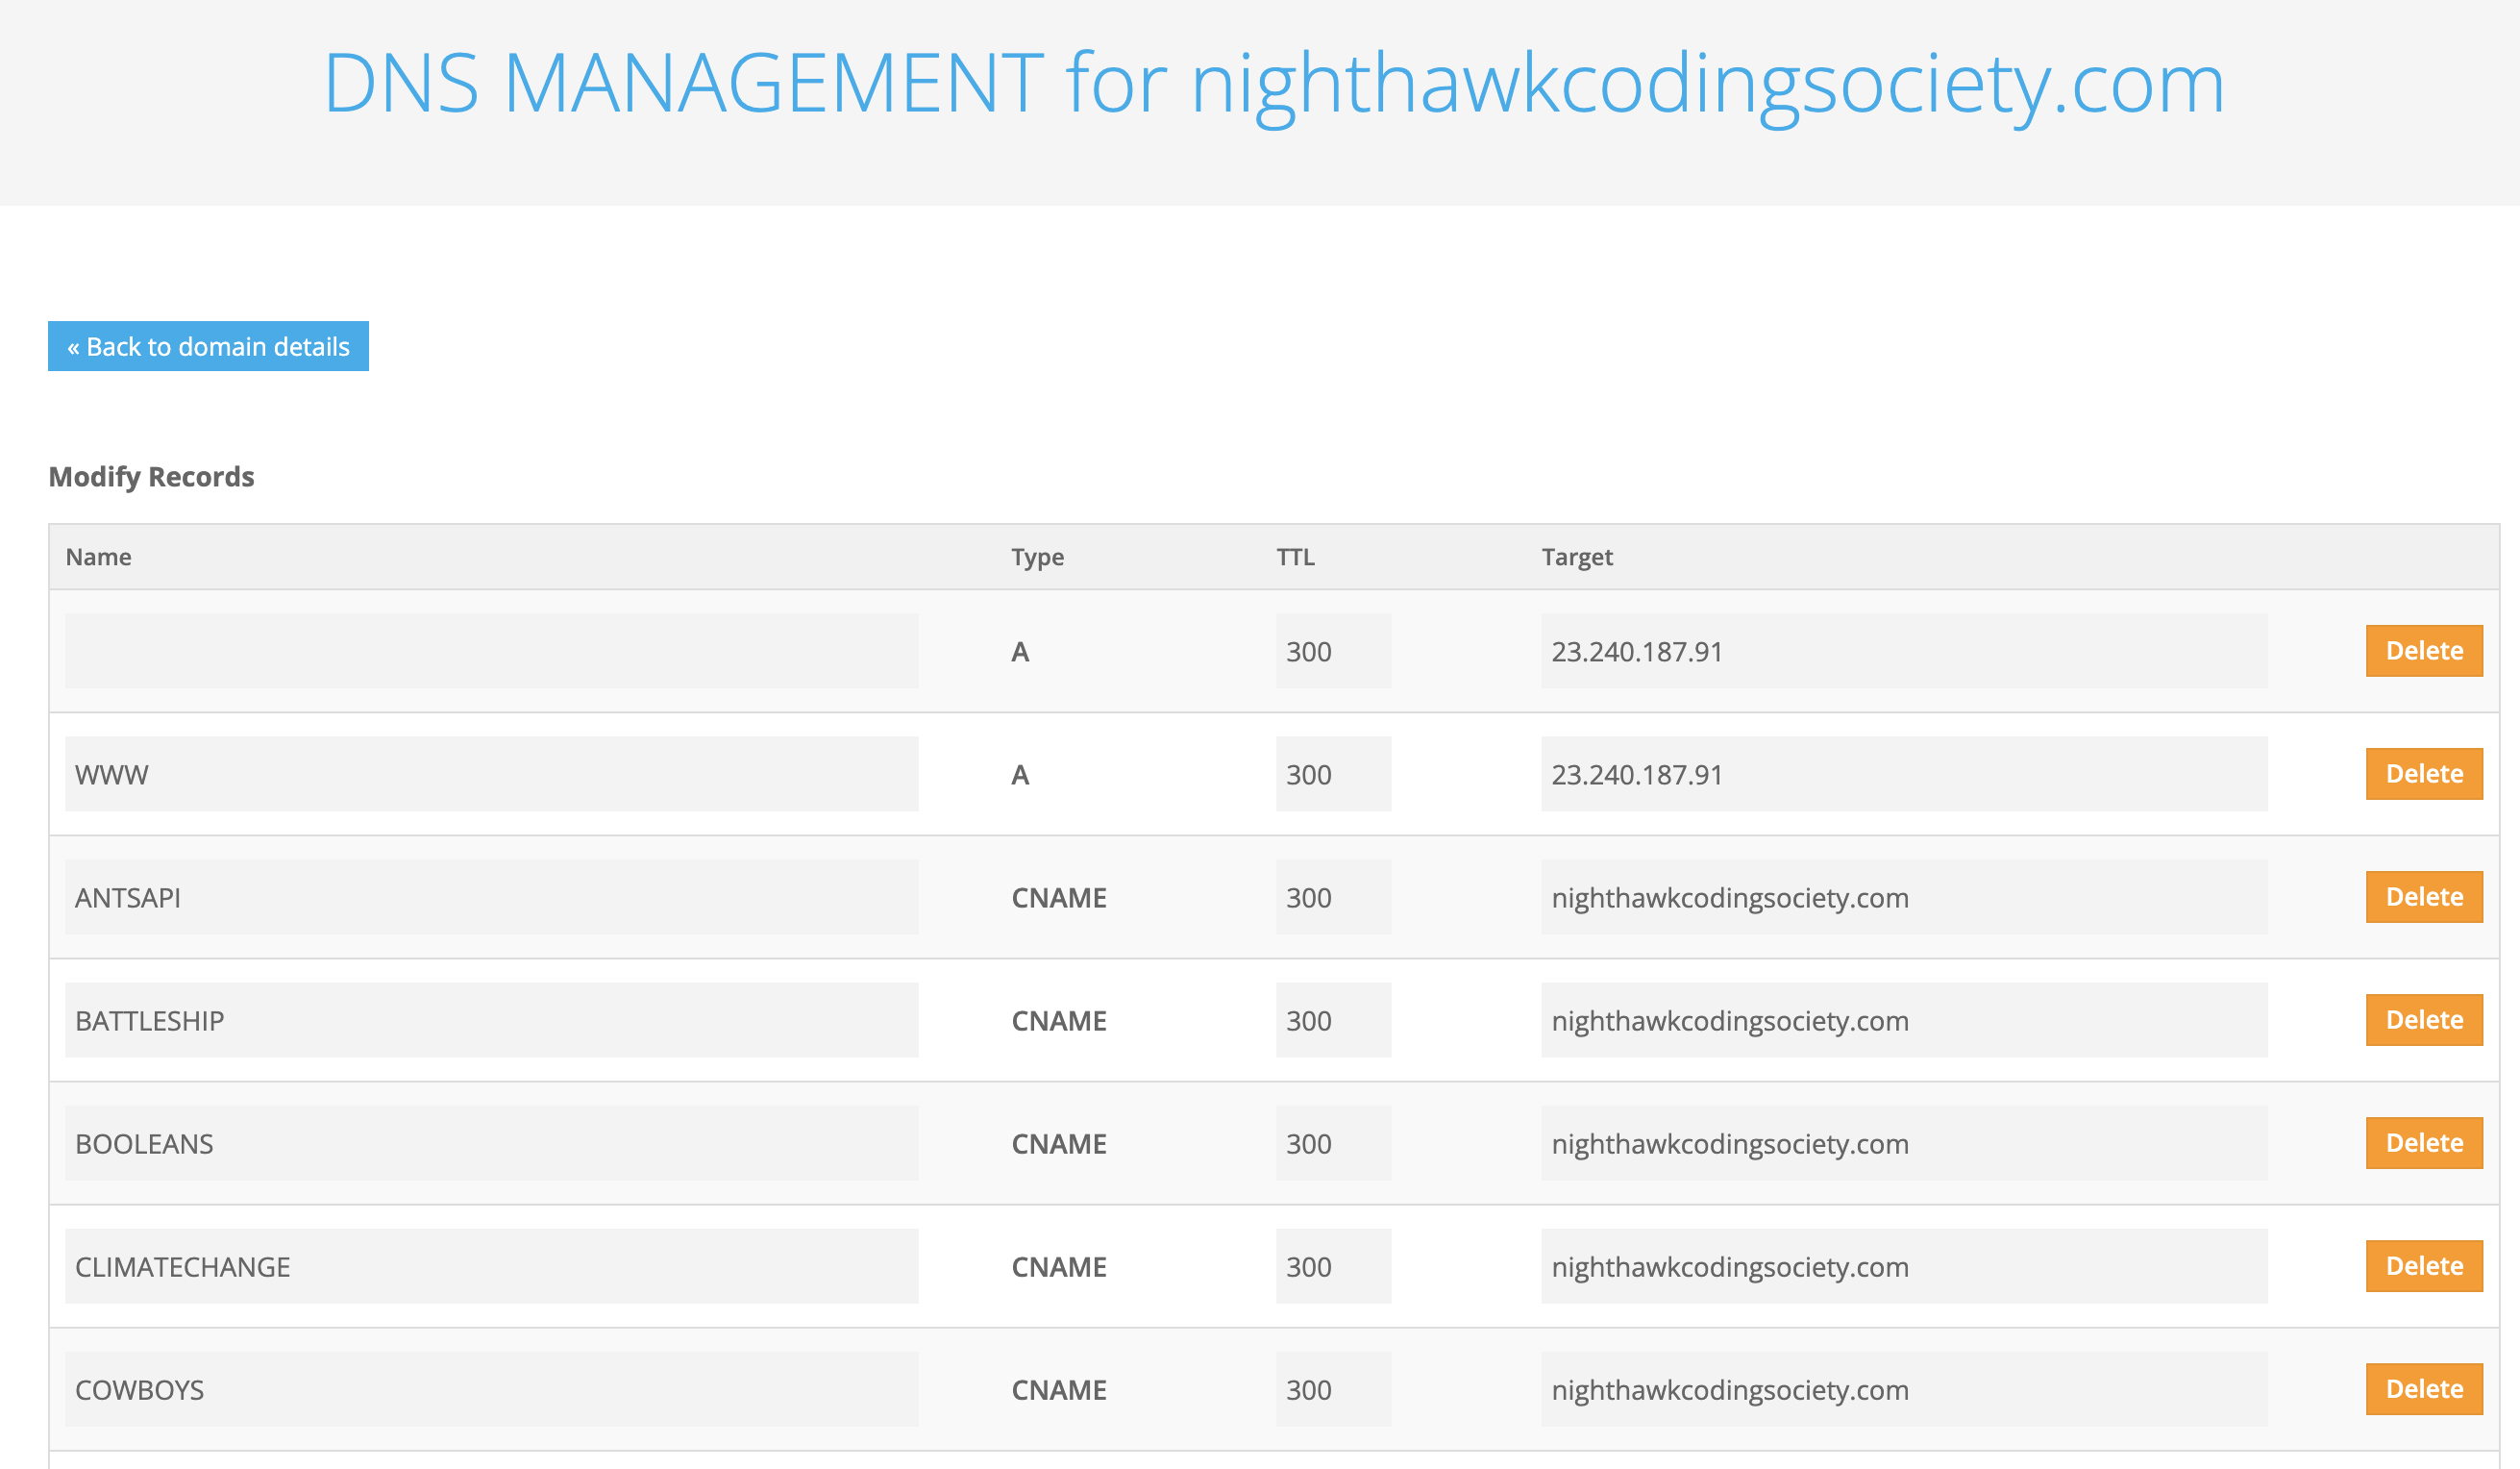 DNS MANAGEMENT for nighthawkcodingsociety.com
« Back to domain details
Modify Records
Name Type TTL Target
A 300 23.240.187.91 Delete
WWW A 300 23.240.187.91 Delete
ANTSAPI CNAME 300 nighthawkcodingsociety.com Delete
BATTLESHIP CNAME 300 nighthawkcodingsociety.com Delete
BOOLEANS CNAME 300 nighthawkcodingsociety.com Delete
CLIMATECHANGE CNAME 300 nighthawkcodingsociety.com Delete
COWBOYS CNAME 300 nighthawkcodingsociety.com Delete